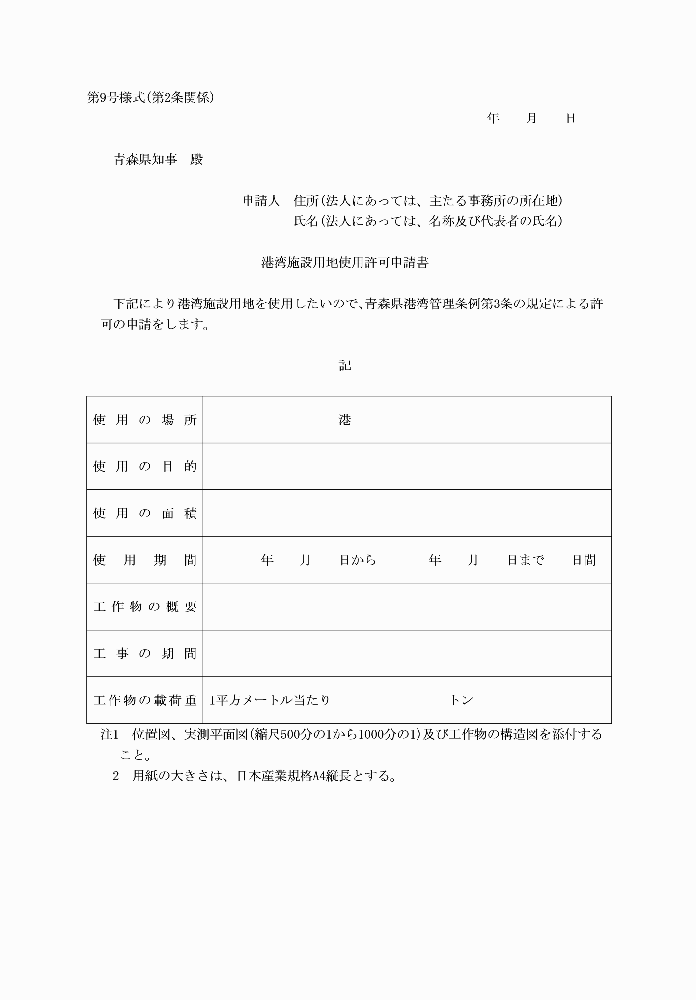 第9号様式(第2条関係)
年　　月　　日
青森県知事　殿
申請人　住所(法人にあっては、主たる事務所の所在地)
氏名(法人にあっては、名称及び代表者の氏名)
港湾施設用地使用許可申請書
下記により港湾施設用地を使用したいので、青森県港湾管理条例第3条の規定による許
可の申請をします。
記
使用の場所　港
使用の目的
使用の面積
使用期間　年　　月　　日から　　　　年　　月　　日まで　　日間
工作物の概要
工事の期間
工作物の載荷重　1平方メートル当たり　　　　トン
注1　位置図、実測平面図(縮尺500分の1から1000分の1)及び工作物の構造図を添付する
こと。
2　用紙の大きさは、日本産業規格A4縦長とする。